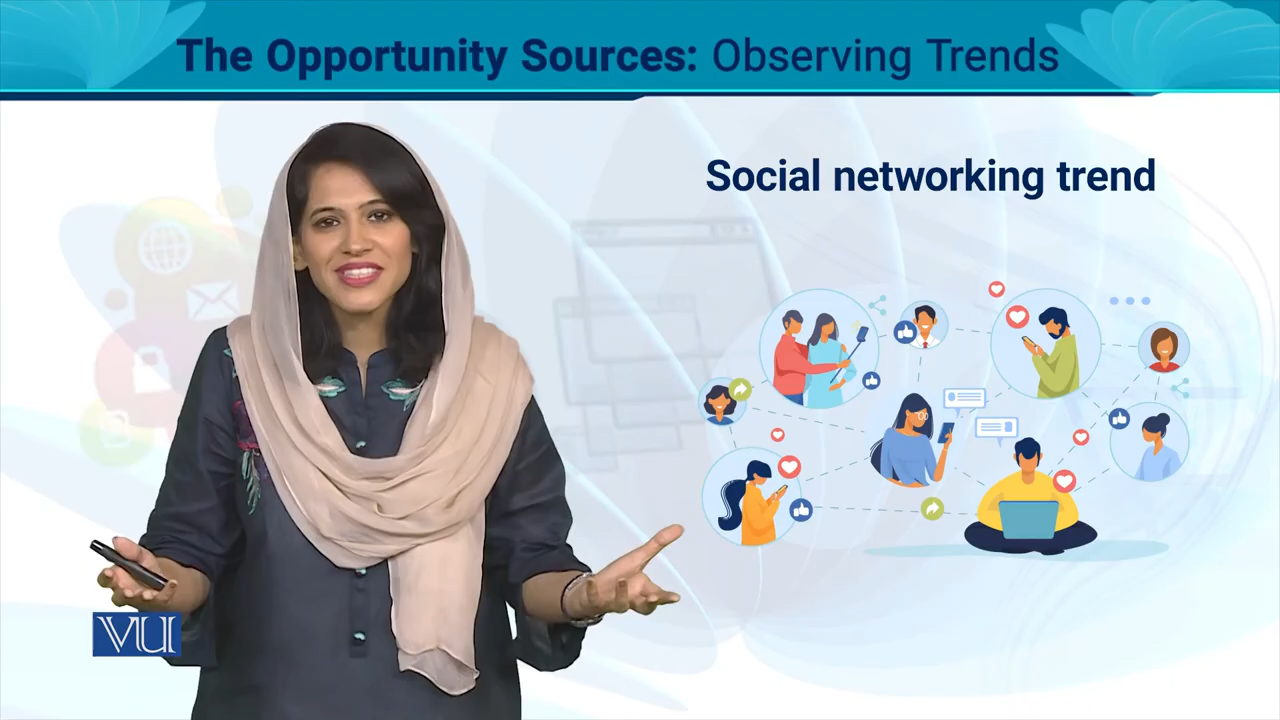 The Opportunity Sources: Observing Trends
Social networking trend
VU